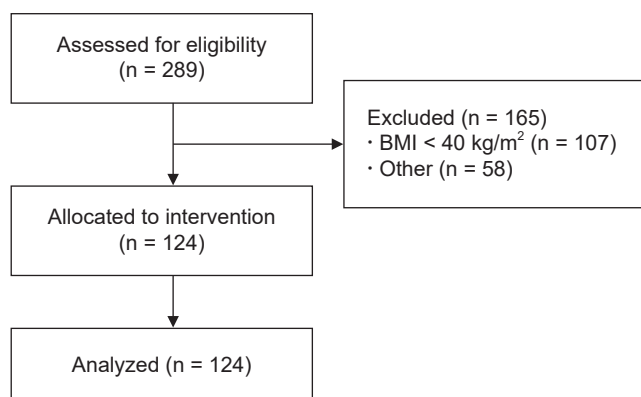 Assessed for eligibility
(n = 289)
Excluded (n = 165)
· BMI < 40 kg/m² (n = 107)
· Other (n = 58)
Allocated to intervention
(n = 124)
Analyzed (n = 124)